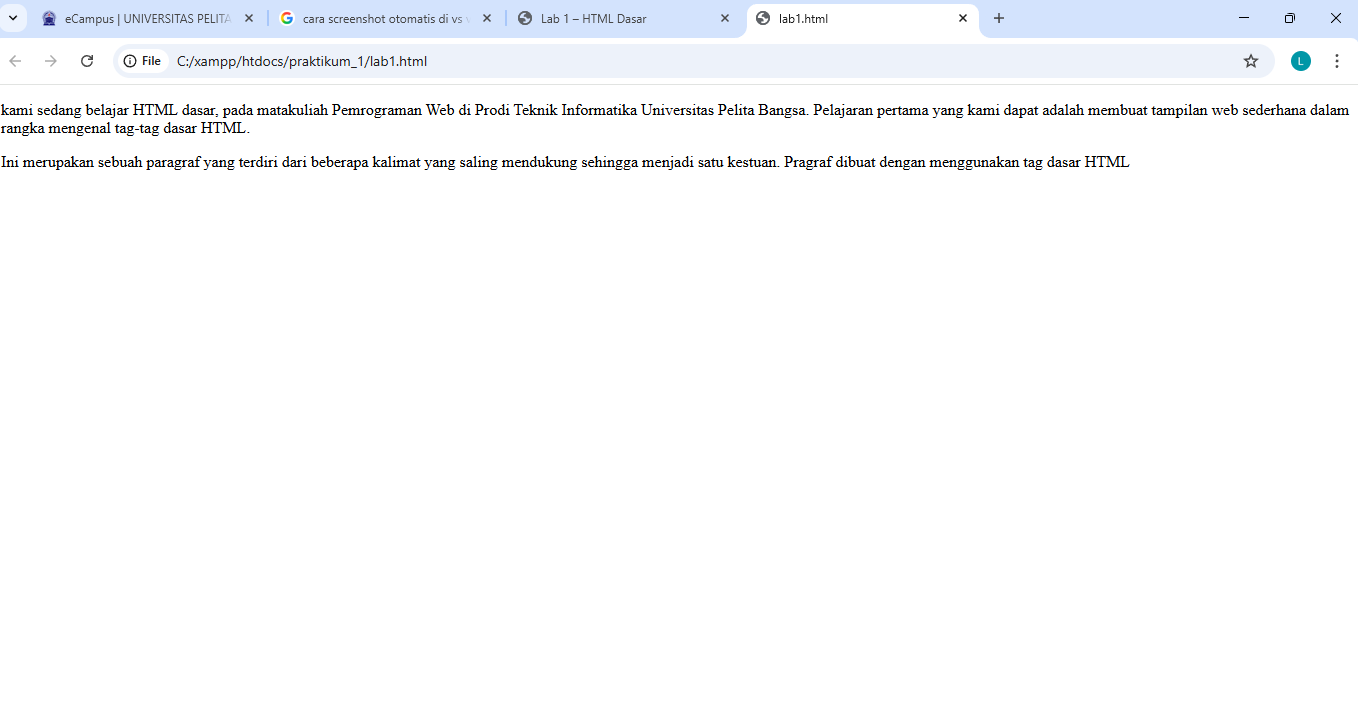 eCampus | UNIVERSITAS PELITA
cara screenshot otomatis di vs
Lab 1 – HTML Dasar
lab1.html
File
C:/xampp/htdocs/praktikum_1/lab1.html
L
kami sedang belajar HTML dasar, pada matakuliah Pemrograman Web di Prodi Teknik Informatika Universitas Pelita Bangsa. Pelajaran pertama yang kami dapat adalah membuat tampilan web sederhana dalam
rangka mengenal tag-tag dasar HTML.
Ini merupakan sebuah paragraf yang terdiri dari beberapa kalimat yang saling mendukung sehingga menjadi satu kestuan. Pragraf dibuat dengan menggunakan tag dasar HTML